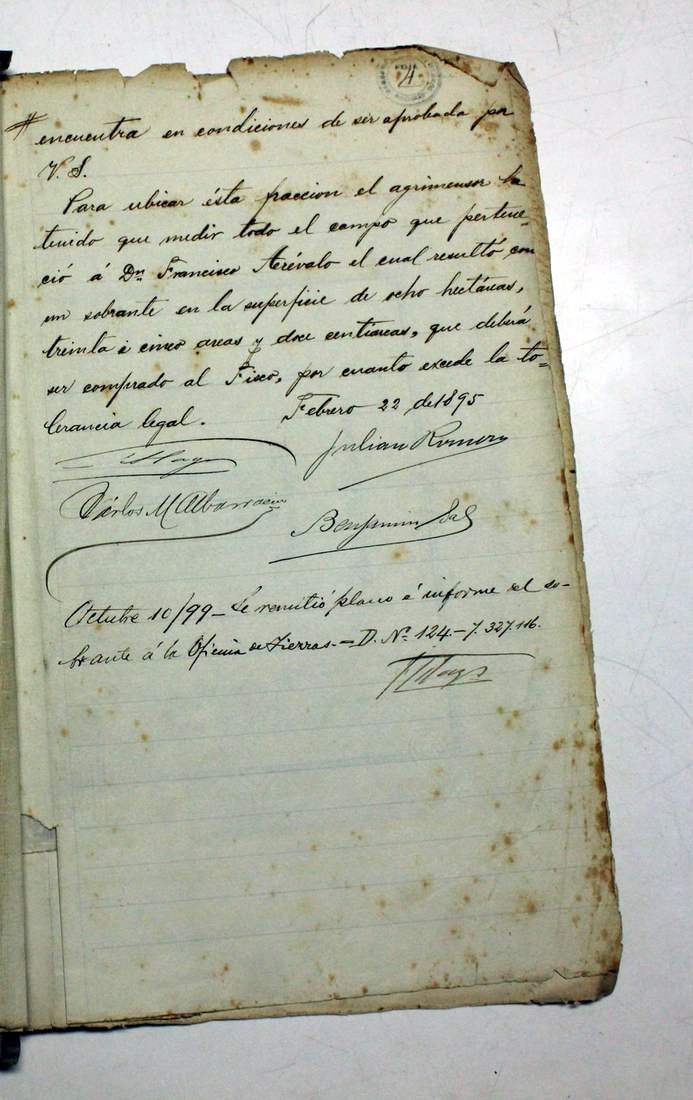 FOJA
4
encuentra en condiciones de ser aprobada por
V. S.
Para ubicar ésta fraccion el agrimensor ha
tenido que medir todo el campo que pertene-
ció á Dn Francisco Arévalo el cual resultó con
un sobrante en la superficie de ocho hectáreas,
treinta i cinco areas y doce centiareas, que deberá
ser comprado al Fisco, por cuanto excede la to-
lerancia legal.
Febrero 22 de 1895
Julian Romero
Cárlos M Albarracin
Benjamin
Octubre 10/99 - Se remitió plano é informe del so-
brante á la Oficina de Tierras. - D. Nº 124 - 7.327.116.